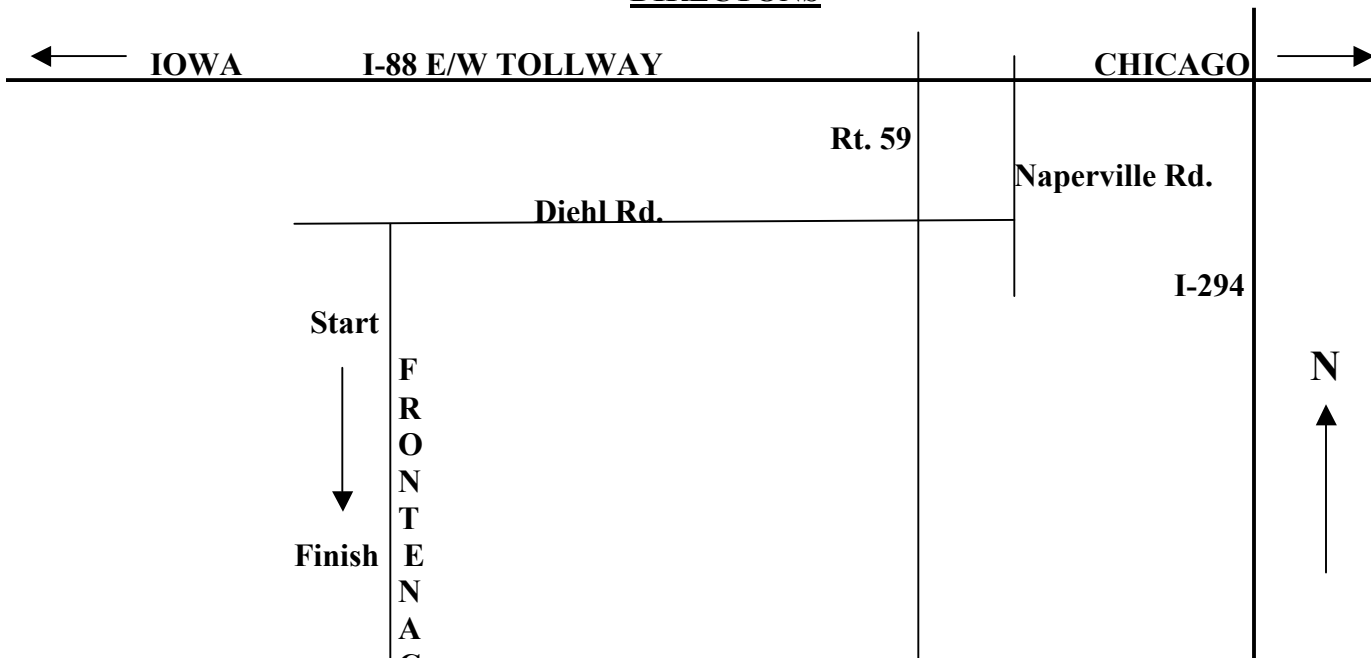 IOWA I-88 E/W TOLLWAY CHICAGO
Rt. 59
Naperville Rd.
Diehl Rd.
I-294
Start
N
F
R
O
N
T
Finish E
N
A